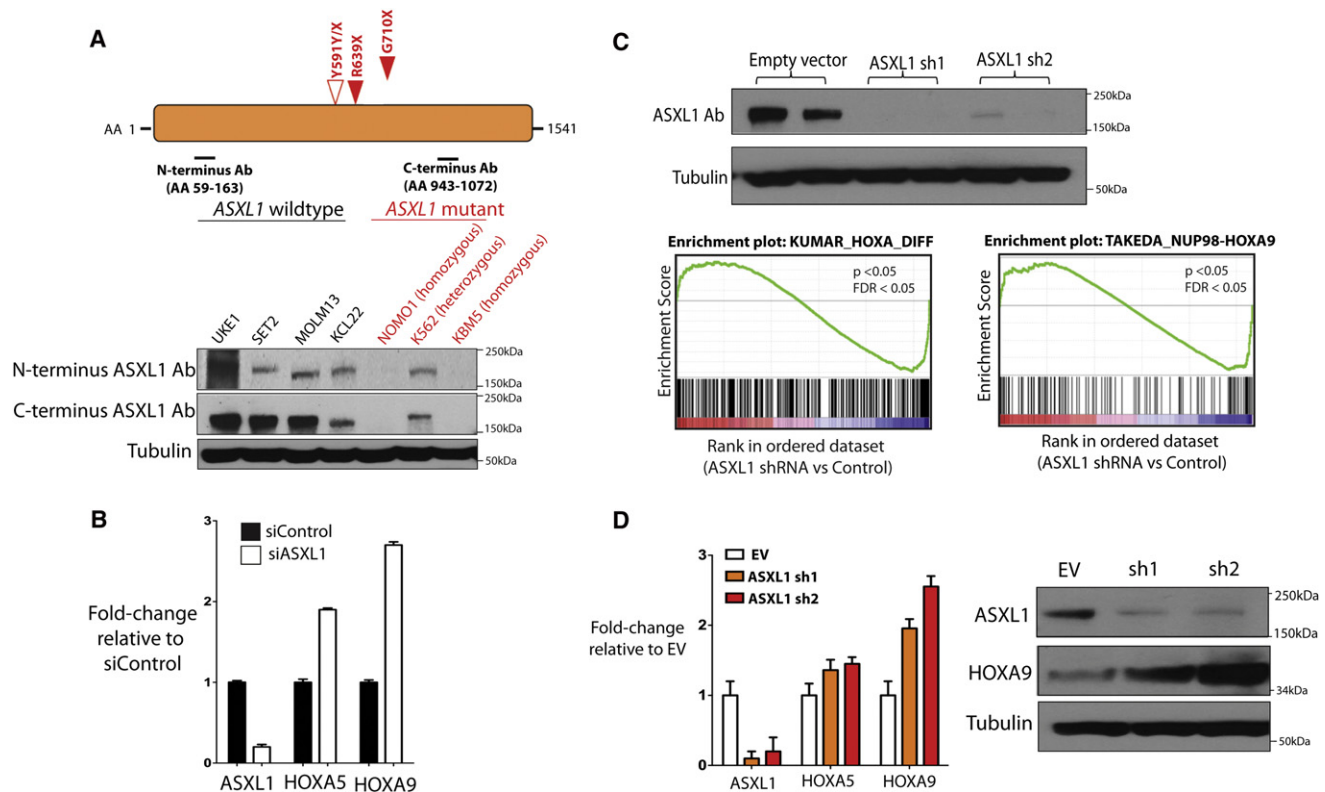 A
Y591Y/X
R639X
G710X
AA 1
1541
N-terminus Ab
(AA 59-163)
C-terminus Ab
(AA 943-1072)
ASXL1 wildtype
ASXL1 mutant
UKE1
SET2
MOLM13
KCL22
NOMO1 (homozygous)
K562 (heterozygous)
KBM5 (homozygous)
N-terminus ASXL1 Ab
250kDa
150kDa
C-terminus ASXL1 Ab
250kDa
150kDa
Tubulin
50kDa
B
siControl
siASXL1
Fold-change
relative to
siControl
3
2
1
0
ASXL1
HOXA5
HOXA9
C
Empty vector
ASXL1 sh1
ASXL1 sh2
ASXL1 Ab
250kDa
150kDa
Tubulin
50kDa
Enrichment plot: KUMAR_HOXA_DIFF
Enrichment Score
p <0.05
FDR < 0.05
Rank in ordered dataset
(ASXL1 shRNA vs Control)
Enrichment plot: TAKEDA_NUP98-HOXA9
Enrichment Score
p <0.05
FDR < 0.05
Rank in ordered dataset
(ASXL1 shRNA vs Control)
D
EV
ASXL1 sh1
ASXL1 sh2
Fold-change
relative to EV
3
2
1
0
ASXL1
HOXA5
HOXA9
EV
sh1
sh2
ASXL1
250kDa
150kDa
HOXA9
34kDa
Tubulin
50kDa